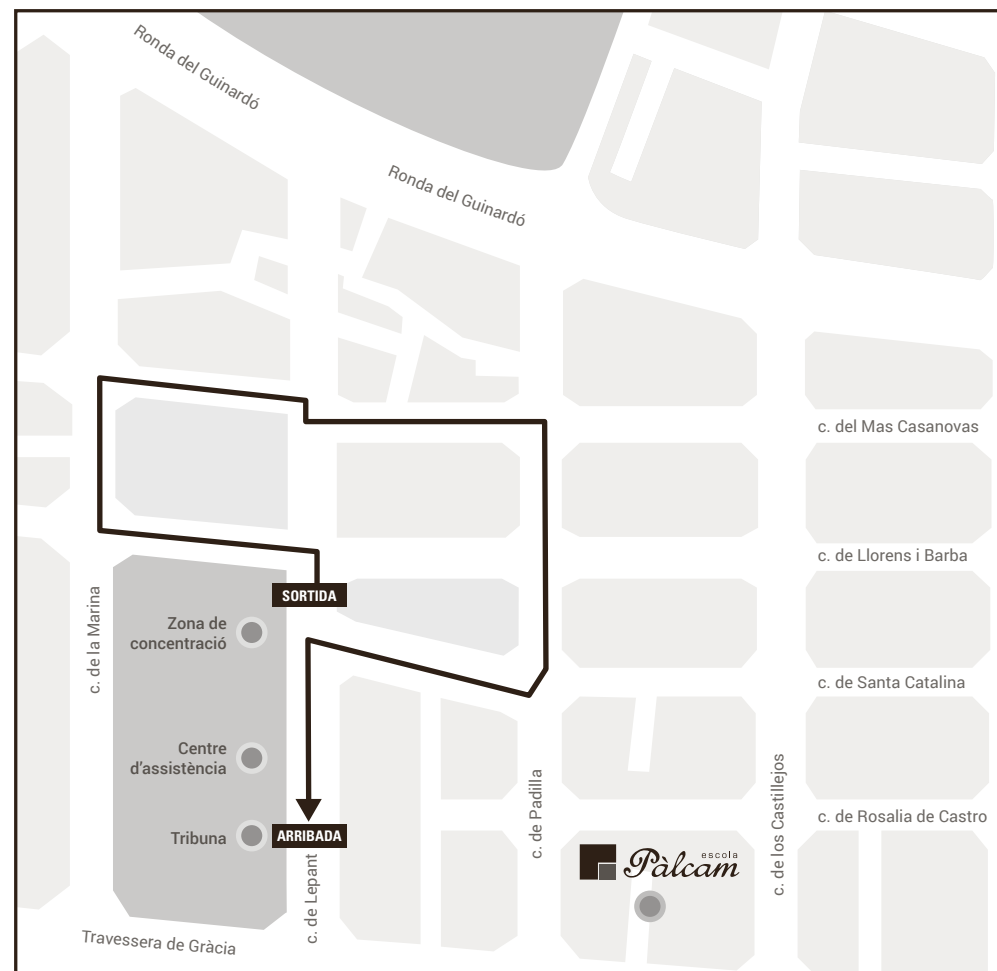 Ronda del Guinardó
Ronda del Guinardó
c. del Mas Casanovas
c. de Llorens i Barba
SORTIDA
c. de la Marina
Zona de
concentració
c. de Santa Catalina
Centre
d'assistència
c. de Padilla
c. de los Castillejos
c. de Rosalia de Castro
Tribuna
ARRIBADA
escola
Pàlcam
c. de Lepant
Travessera de Gràcia